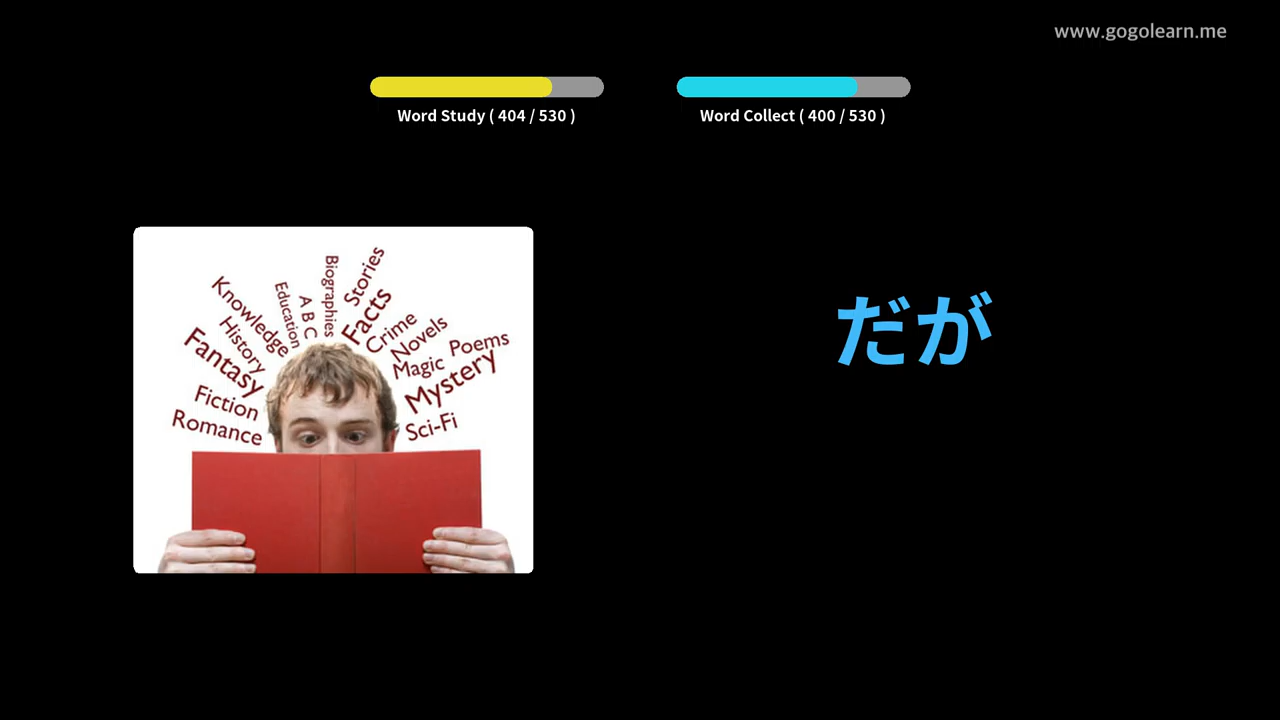 www.gogolearn.me
Word Study ( 404 / 530 )
Word Collect ( 400 / 530 )
Knowledge
History
Fantasy
Fiction
Romance
Education
A B C
Biographies
Stories
Facts
Crime
Novels
Magic
Poems
Mystery
Sci-Fi
だが